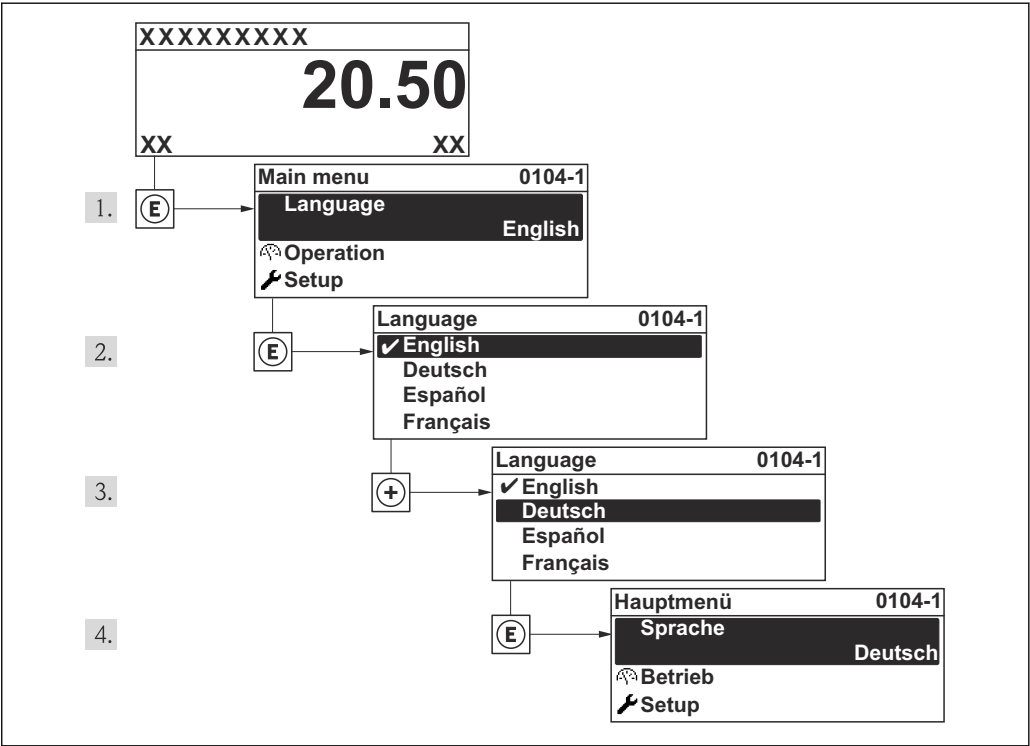 XXXXXXXXX
20.50
XX XX
1. E
Main menu 0104-1
Language
English
Operation
Setup
2. E
Language 0104-1
✔English
Deutsch
Español
Français
3. +
Language 0104-1
✔English
Deutsch
Español
Français
4. E
Hauptmenü 0104-1
Sprache
Deutsch
Betrieb
Setup